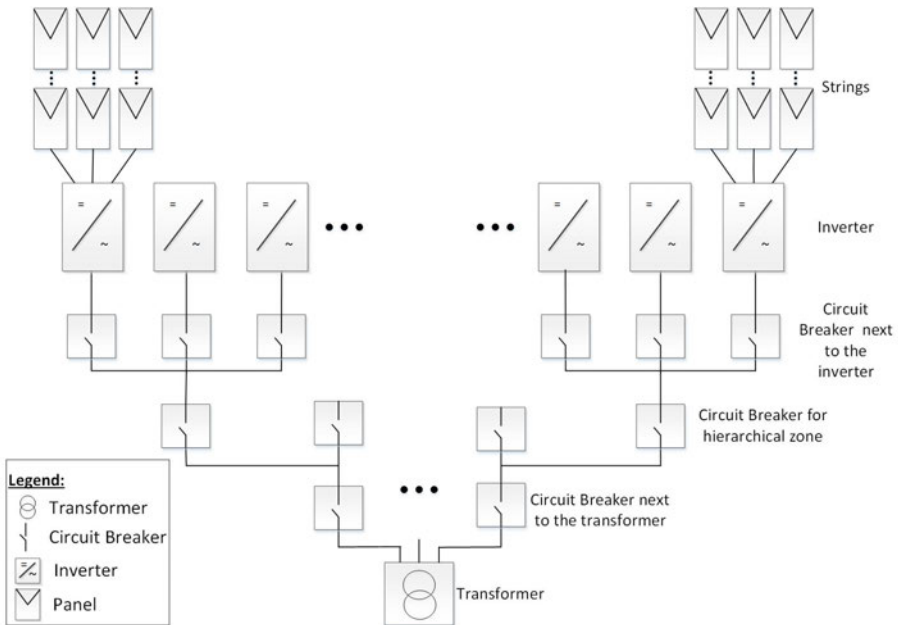 Strings
Inverter
Circuit
Breaker next
to the
inverter
Circuit Breaker for
hierarchical zone
Circuit Breaker next
to the transformer
Transformer
Legend:
Transformer
Circuit Breaker
Inverter
Panel